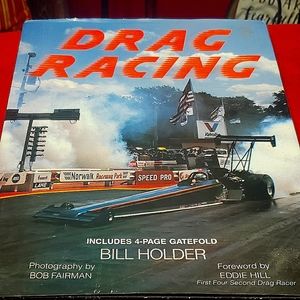 DRAG
RACING
Norwalk Raceway Park
SPEED PRO
INCLUDES 4-PAGE GATEFOLD
BILL HOLDER
Photography by
BOB FAIRMAN
Foreword by
EDDIE HILL
First Four Second Drag Racer